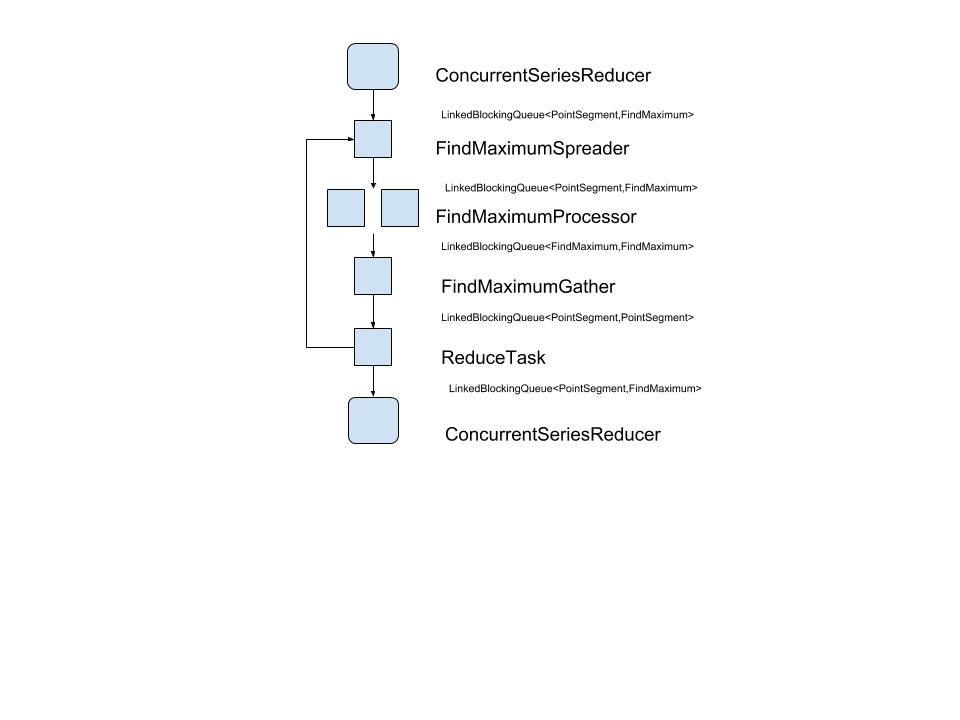 ConcurrentSeriesReducer
LinkedBlockingQueue<PointSegment,FindMaximum>
FindMaximumSpreader
LinkedBlockingQueue<PointSegment,FindMaximum>
FindMaximumProcessor
LinkedBlockingQueue<FindMaximum,FindMaximum>
FindMaximumGather
LinkedBlockingQueue<PointSegment,PointSegment>
ReduceTask
LinkedBlockingQueue<PointSegment,FindMaximum>
ConcurrentSeriesReducer